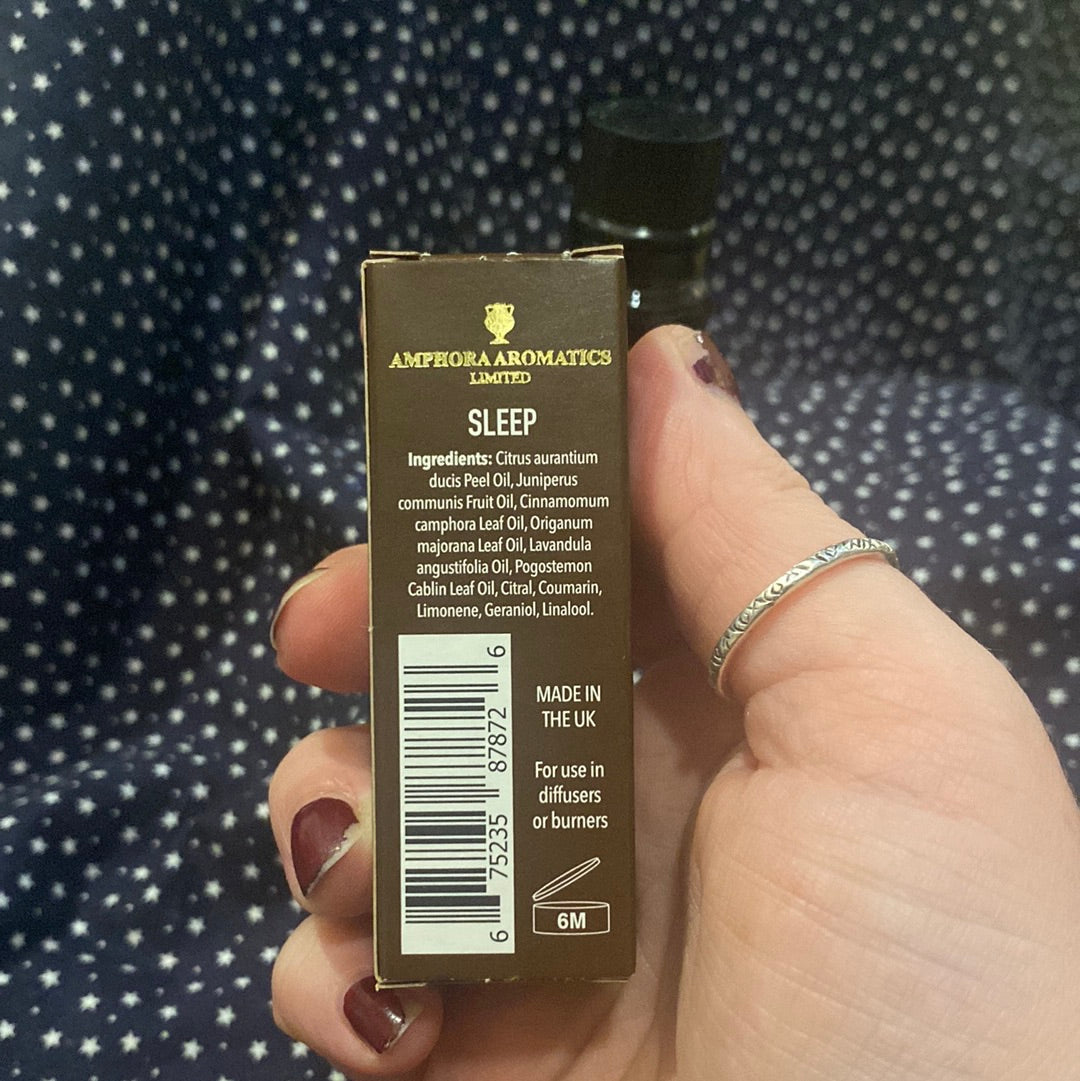 AMPHORA AROMATICS
LIMITED
SLEEP
Ingredients: Citrus aurantium
ducis Peel Oil, Juniperus
communis Fruit Oil, Cinnamomum
camphora Leaf Oil, Origanum
majorana Leaf Oil, Lavandula
angustifolia Oil, Pogostemon
Cablin Leaf Oil, Citral, Coumarin,
Limonene, Geraniol, Linalool.
6 75235 87872 6
MADE IN
THE UK
For use in
diffusers
or burners
6M